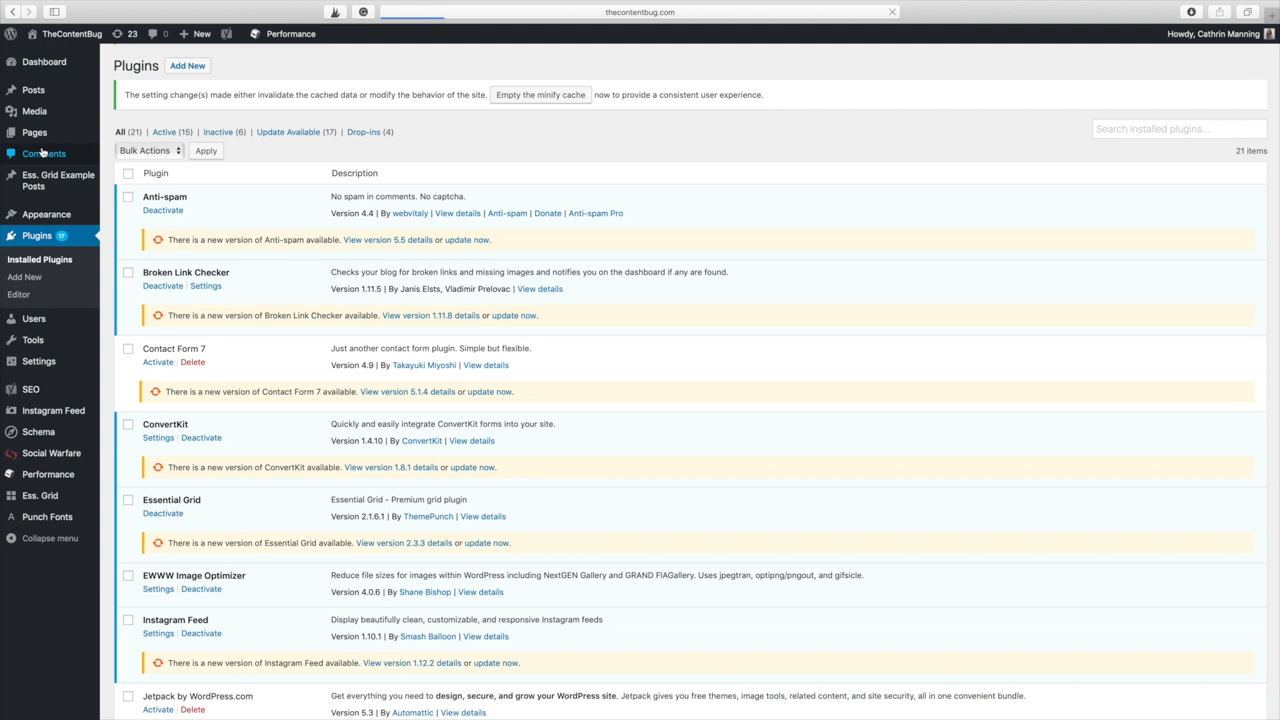 thecontentbug.com
TheContentBug 23 0 New Performance Howdy, Cathrin Manning
Dashboard
Posts
Media
Pages
Comments
Ess. Grid Example
Posts
Appearance
Plugins 17
Installed Plugins
Add New
Editor
Users
Tools
Settings
SEO
Instagram Feed
Schema
Social Warfare
Performance
Ess. Grid
Punch Fonts
Collapse menu
Plugins Add New
The setting change(s) made either invalidate the cached data or modify the behavior of the site. Empty the minify cache now to provide a consistent user experience.
All (21) | Active (15) | Inactive (6) | Update Available (17) | Drop-ins (4)
Search installed plugins...
Bulk Actions Apply 21 items
Plugin Description
Anti-spam No spam in comments. No captcha.
Deactivate Version 4.4 | By webvitaly | View details | Anti-spam | Donate | Anti-spam Pro
There is a new version of Anti-spam available. View version 5.5 details or update now.
Broken Link Checker Checks your blog for broken links and missing images and notifies you on the dashboard if any are found.
Deactivate | Settings Version 1.11.5 | By Janis Elsts, Vladimir Prelovac | View details
There is a new version of Broken Link Checker available. View version 1.11.8 details or update now.
Contact Form 7 Just another contact form plugin. Simple but flexible.
Activate | Delete Version 4.9 | By Takayuki Miyoshi | View details
There is a new version of Contact Form 7 available. View version 5.1.4 details or update now.
ConvertKit Quickly and easily integrate ConvertKit forms into your site.
Settings | Deactivate Version 1.4.10 | By ConvertKit | View details
There is a new version of ConvertKit available. View version 1.8.1 details or update now.
Essential Grid Essential Grid - Premium grid plugin
Deactivate Version 2.1.6.1 | By ThemePunch | View details
There is a new version of Essential Grid available. View version 2.3.3 details or update now.
EWWW Image Optimizer Reduce file sizes for images within WordPress including NextGEN Gallery and GRAND FlAGallery. Uses jpegtran, optipng/pngout, and gifsicle.
Settings | Deactivate Version 4.0.6 | By Shane Bishop | View details
Instagram Feed Display beautifully clean, customizable, and responsive Instagram feeds
Settings | Deactivate Version 1.10.1 | By Smash Balloon | View details
There is a new version of Instagram Feed available. View version 1.12.2 details or update now.
Jetpack by WordPress.com Get everything you need to design, secure, and grow your WordPress site. Jetpack gives you free themes, image tools, related content, and site security, all in one convenient bundle.
Activate | Delete Version 5.3 | By Automattic | View details